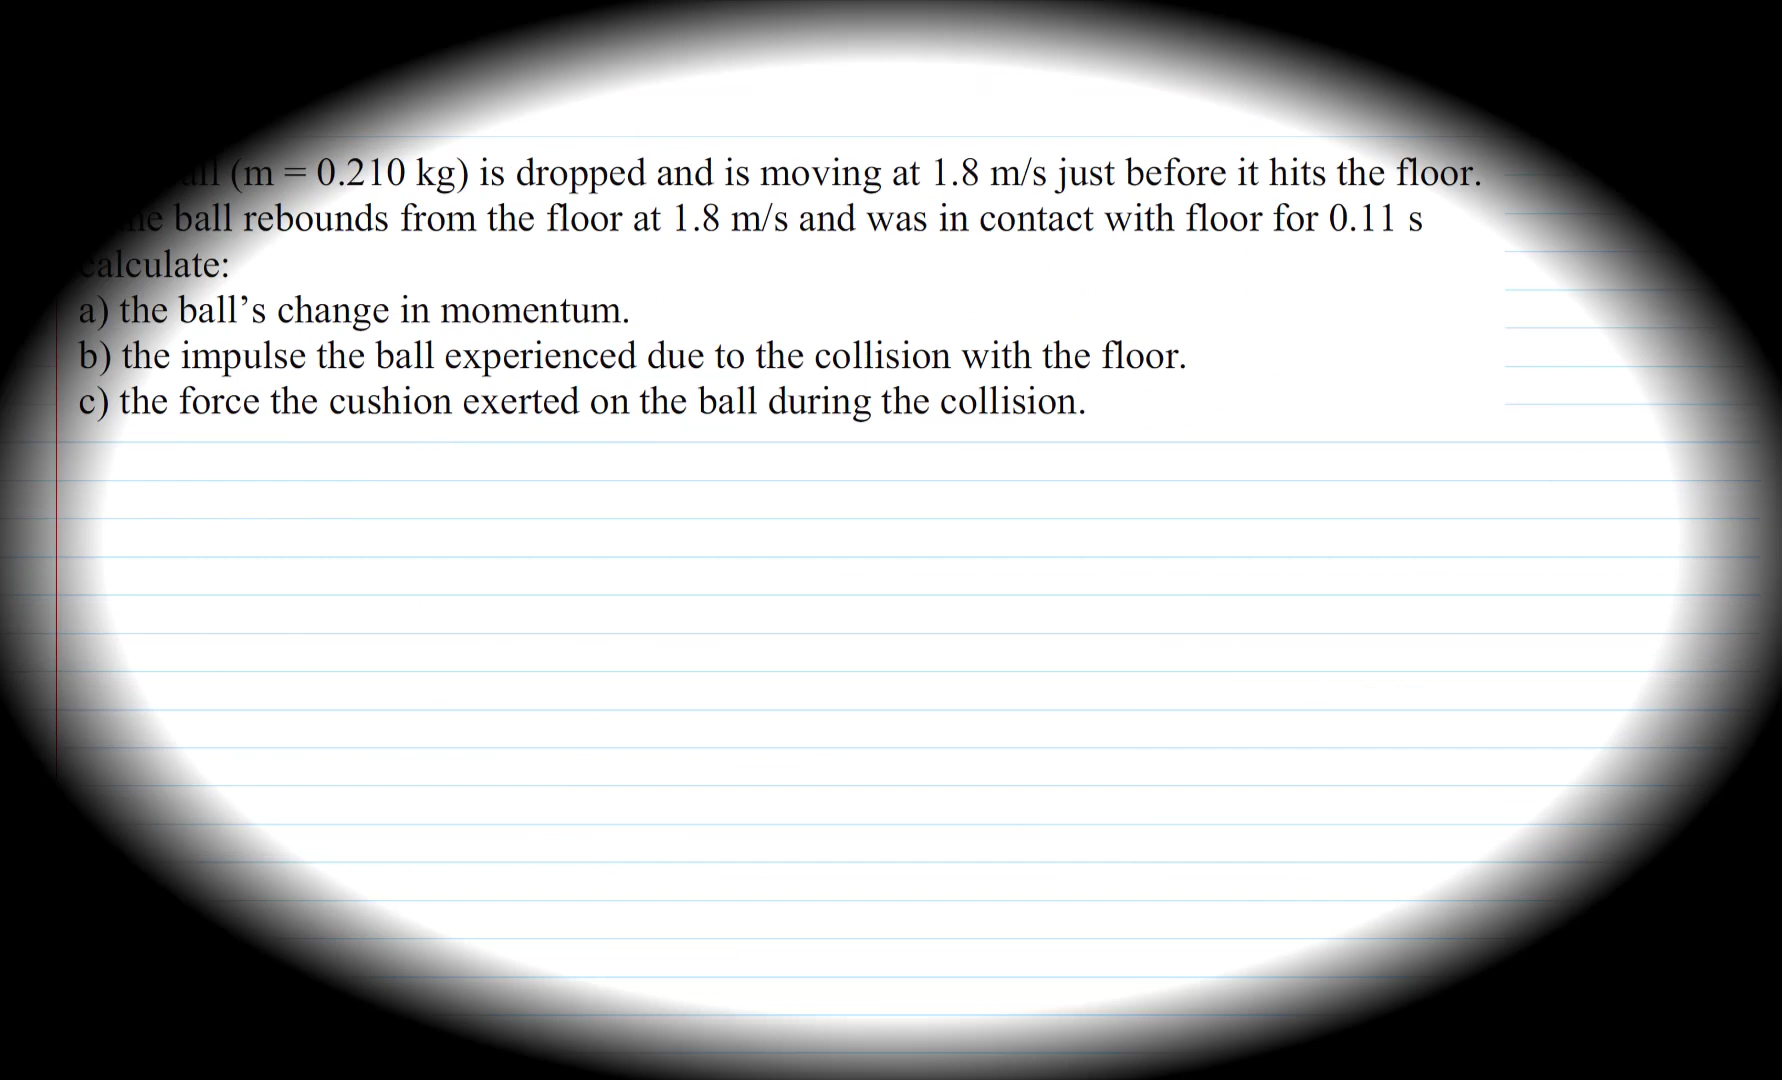 (m = 0.210 kg) is dropped and is moving at 1.8 m/s just before it hits the floor.
ball rebounds from the floor at 1.8 m/s and was in contact with floor for 0.11 s
calculate:
a) the ball’s change in momentum.
b) the impulse the ball experienced due to the collision with the floor.
c) the force the cushion exerted on the ball during the collision.